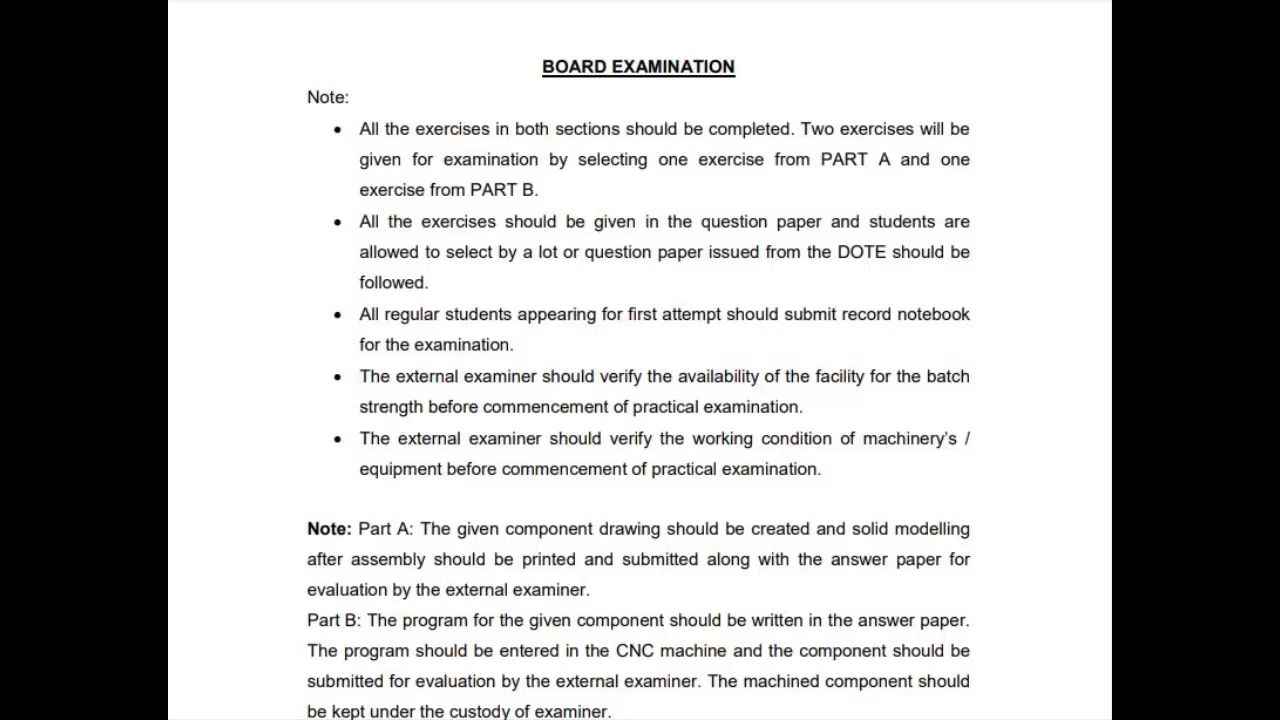 BOARD EXAMINATION
Note:
• All the exercises in both sections should be completed. Two exercises will be
given for examination by selecting one exercise from PART A and one
exercise from PART B.
• All the exercises should be given in the question paper and students are
allowed to select by a lot or question paper issued from the DOTE should be
followed.
• All regular students appearing for first attempt should submit record notebook
for the examination.
• The external examiner should verify the availability of the facility for the batch
strength before commencement of practical examination.
• The external examiner should verify the working condition of machinery’s /
equipment before commencement of practical examination.
Note: Part A: The given component drawing should be created and solid modelling
after assembly should be printed and submitted along with the answer paper for
evaluation by the external examiner.
Part B: The program for the given component should be written in the answer paper.
The program should be entered in the CNC machine and the component should be
submitted for evaluation by the external examiner. The machined component should
be kept under the custody of examiner.